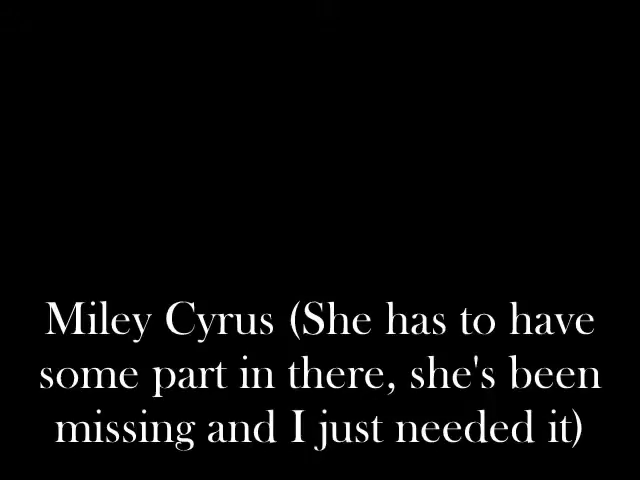 Miley Cyrus (She has to have
some part in there, she's been
missing and I just needed it)